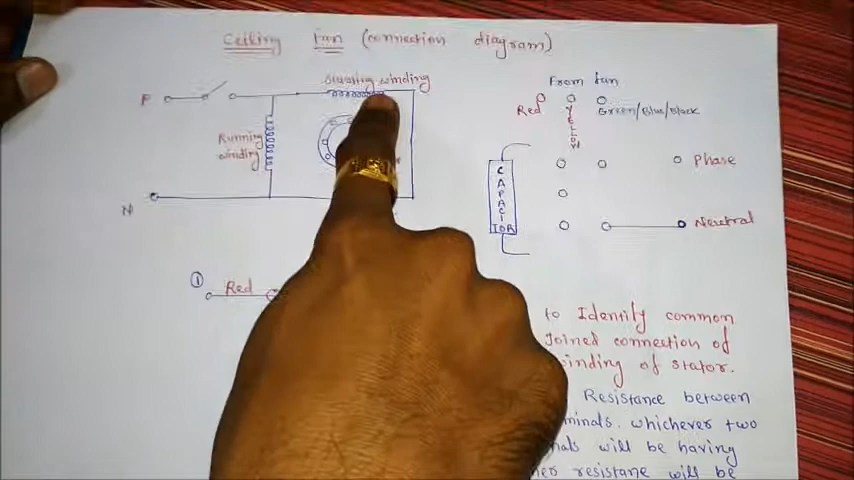 Ceiling fan (connection diagram)
Starting winding
P
Running
winding
N
① Red
From fan
Red YELLOW Green/Blue/Black
CAPACITOR
Phase
Neutral
to Identify common
joined connection of
winding of stator.
Resistance between
whichever two
will be having
resistance will be